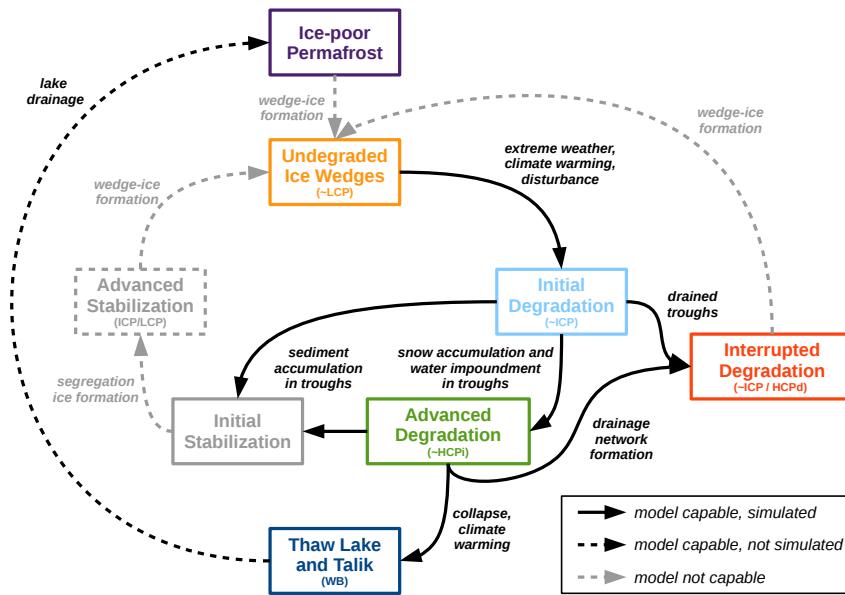 Ice-poor
Permafrost
lake
drainage
wedge-ice
formation
wedge-ice
formation
Undegraded
Ice Wedges
(~LCP)
extreme weather,
climate warming,
disturbance
wedge-ice
formation
Advanced
Stabilization
(ICP/LCP)
Initial
Degradation
(~ICP)
drained
troughs
sediment
accumulation
in troughs
snow accumulation and
water impoundment
in troughs
Interrupted
Degradation
(~ICP / HCPd)
segregation
ice formation
Initial
Stabilization
Advanced
Degradation
(~HCPi)
drainage
network
formation
collapse,
climate
warming
Thaw Lake
and Talik
(WB)
model capable, simulated
model capable, not simulated
model not capable